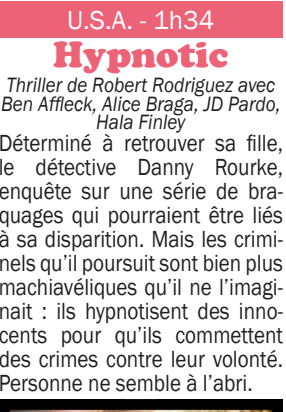 U.S.A. - 1h34
Hypnotic
Thriller de Robert Rodriguez avec
Ben Affleck, Alice Braga, JD Pardo,
Hala Finley
Déterminé à retrouver sa fille,
le détective Danny Rourke,
enquête sur une série de bra-
quages qui pourraient être liés
à sa disparition. Mais les crimi-
nels qu'il poursuit sont bien plus
machiavéliques qu'il ne l'imagi-
nait : ils hypnotisent des inno-
cents pour qu'ils commettent
des crimes contre leur volonté.
Personne ne semble à l'abri.